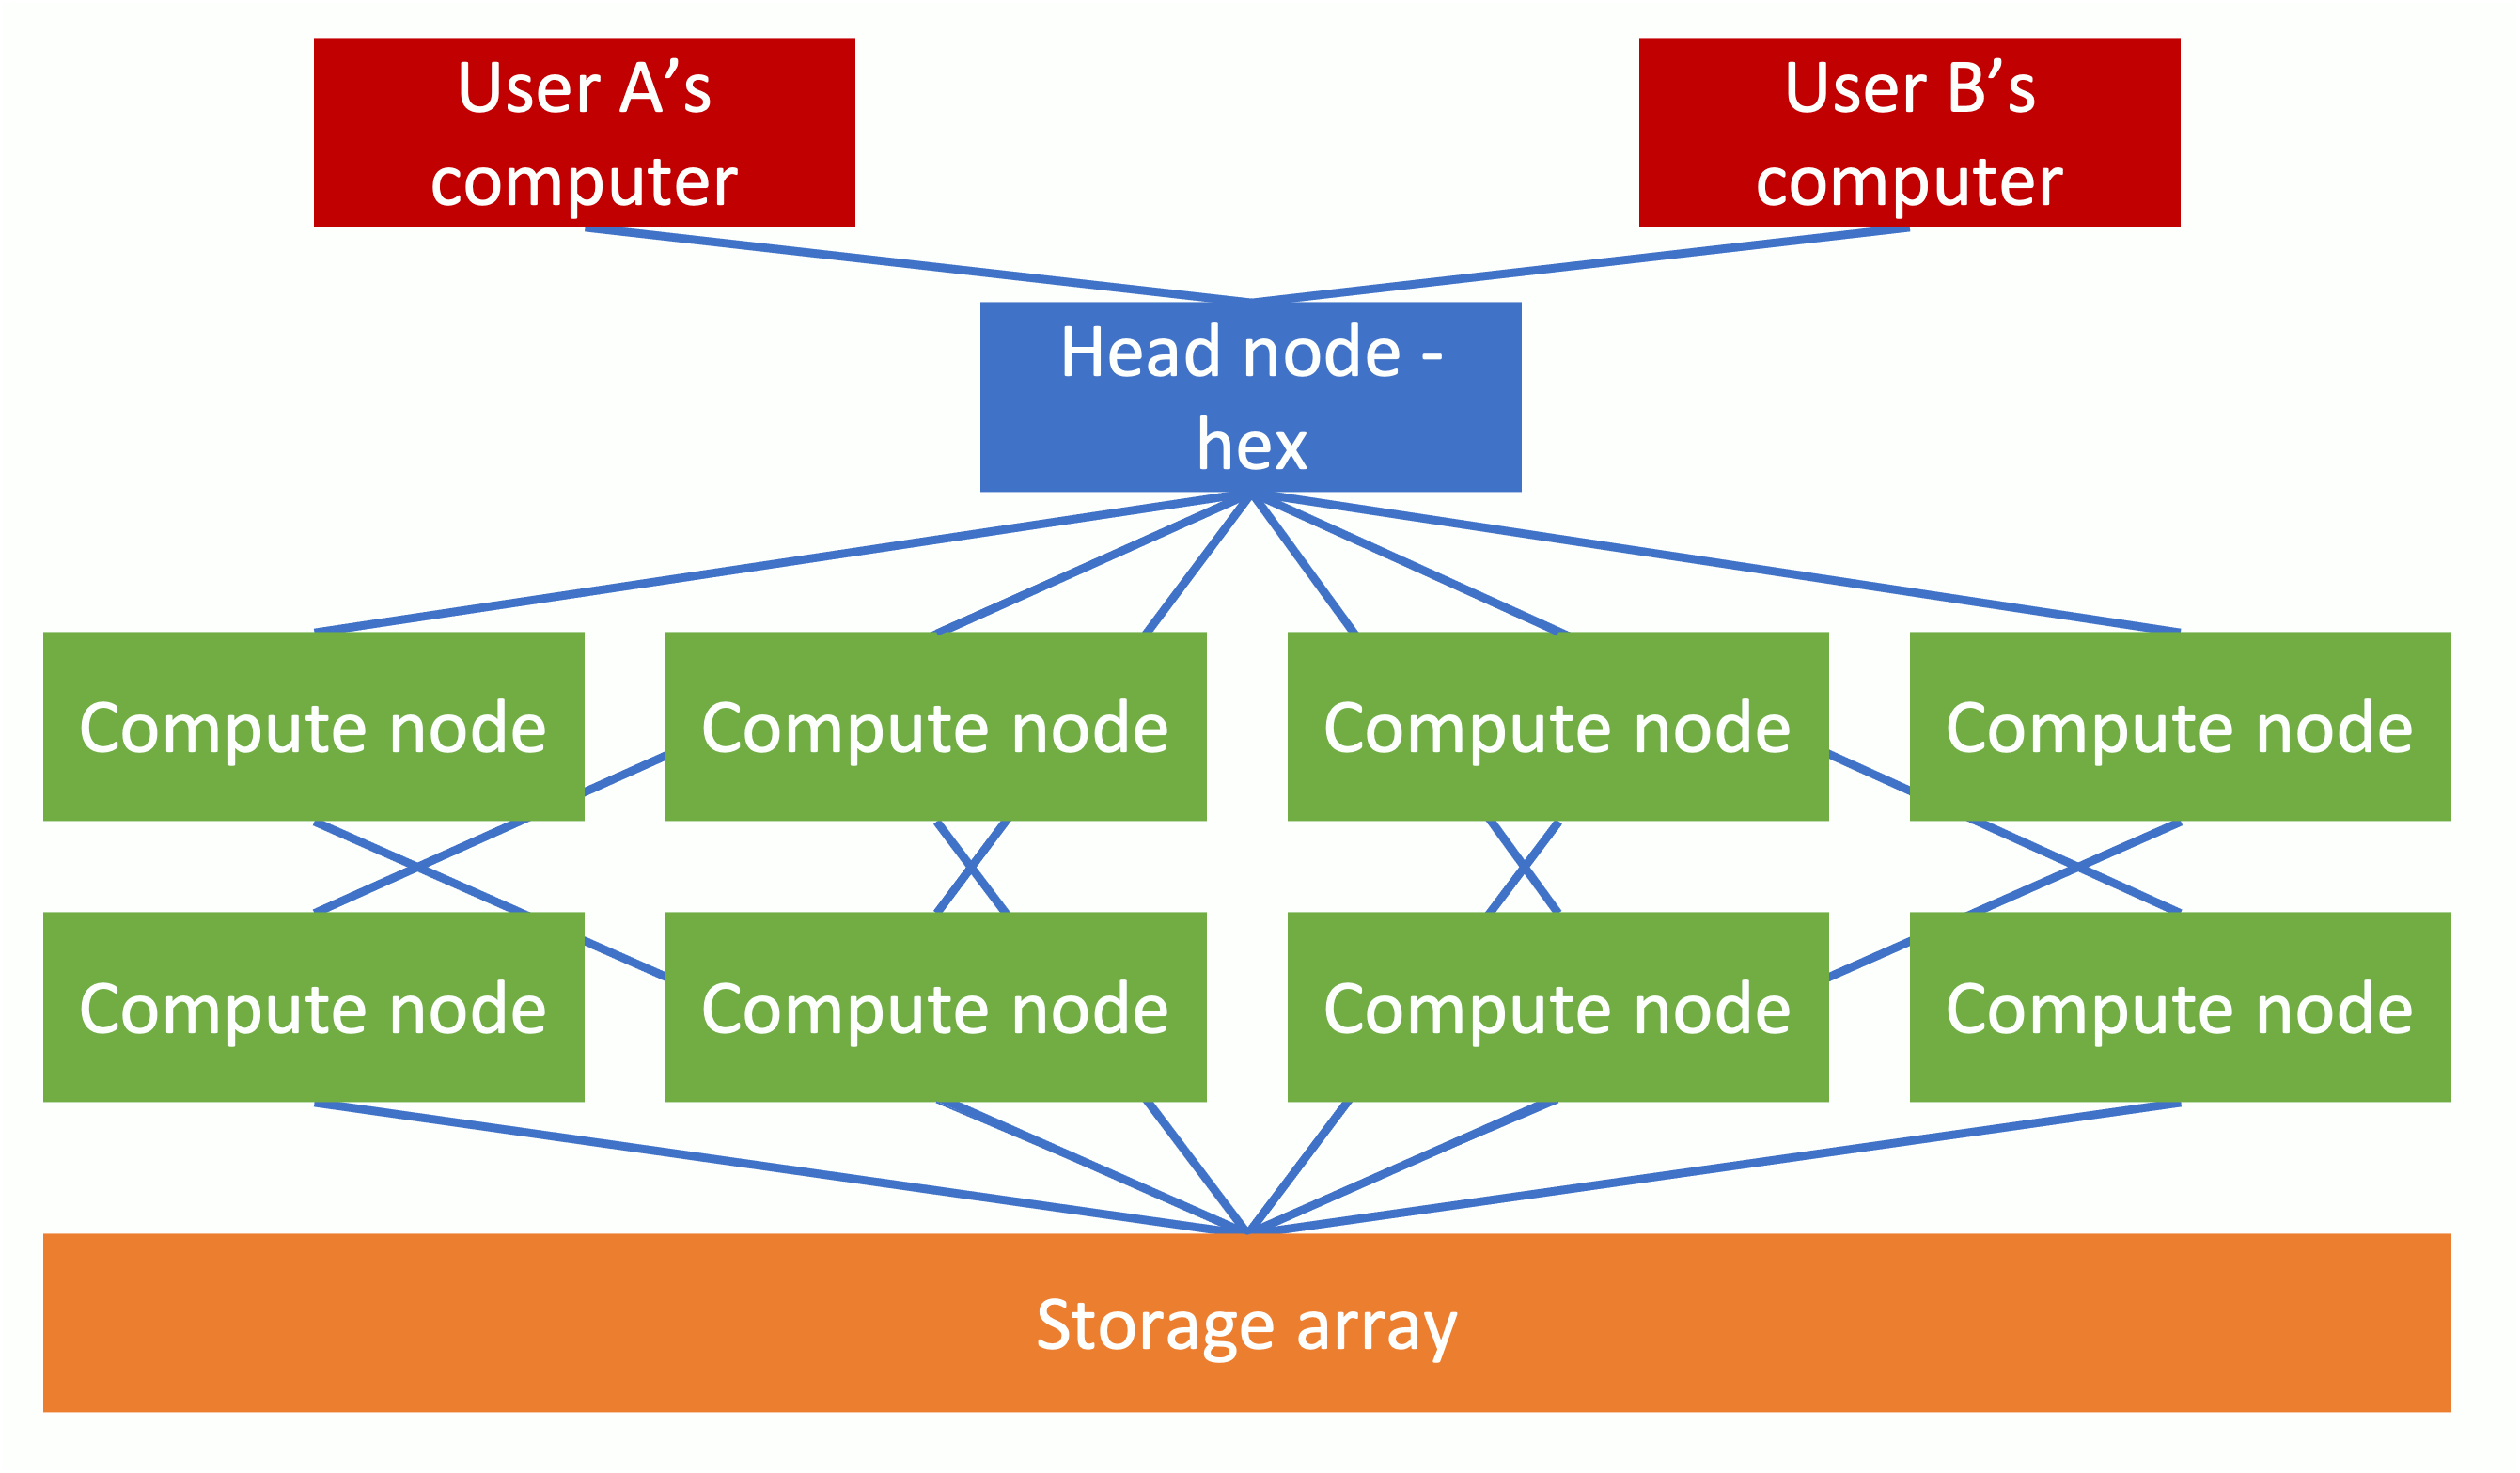 User A’s
computer
User B’s
computer
Head node -
hex
Compute node
Compute node
Compute node
Compute node
Compute node
Compute node
Compute node
Compute node
Storage array